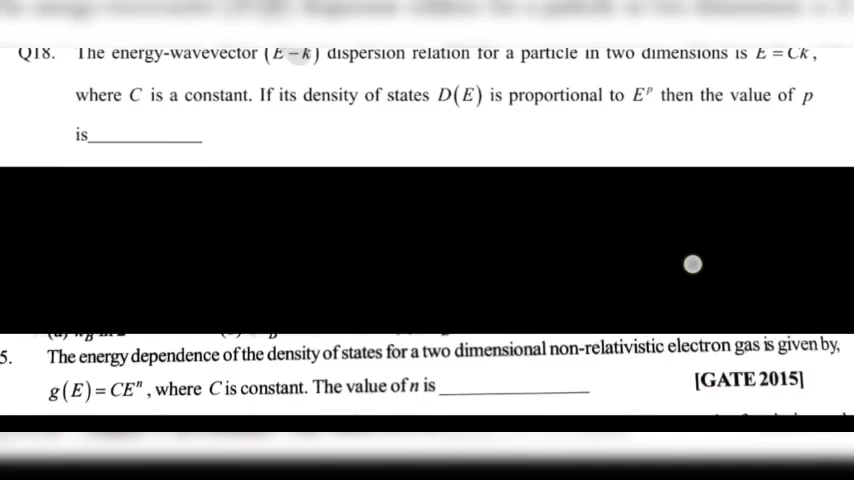 Q18. The energy-wavevector (E – k) dispersion relation for a particle in two dimensions is E = Ck,
where C is a constant. If its density of states D(E) is proportional to E^p then the value of p
is____________
5. The energy dependence of the density of states for a two dimensional non-relativistic electron gas is given by,
g(E) = CE^n, where C is constant. The value of n is ____________ [GATE 2015]